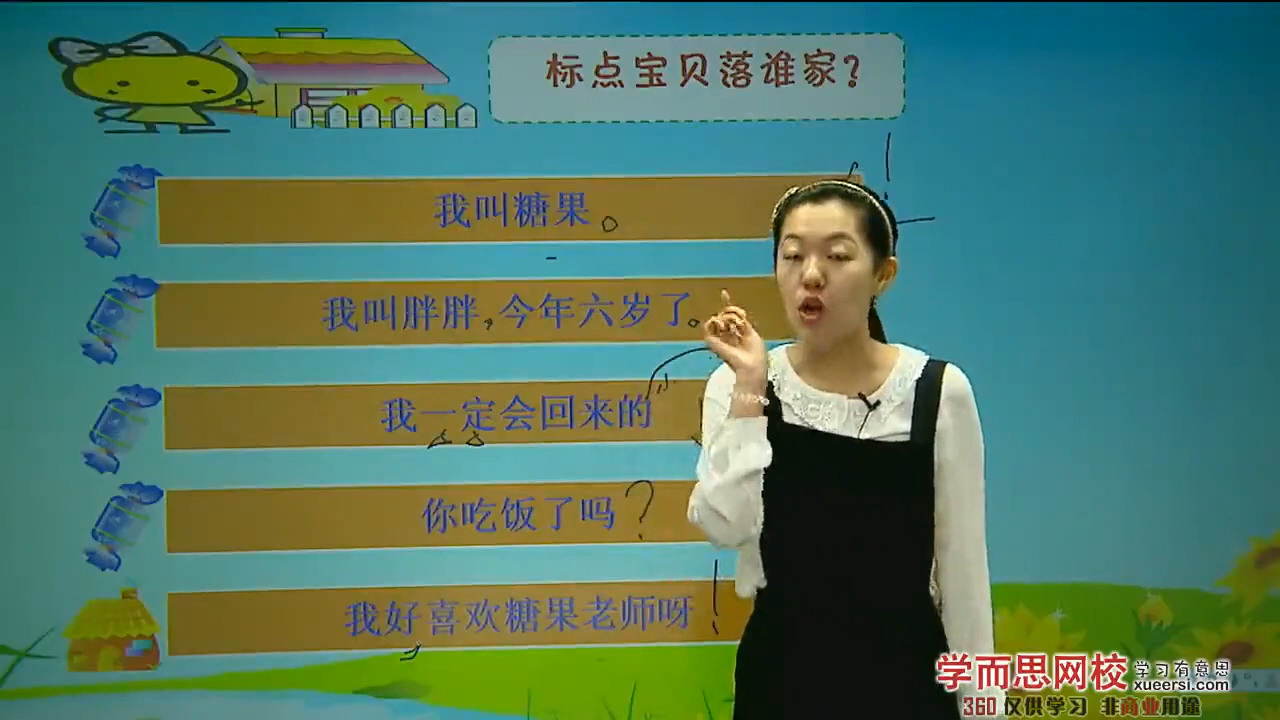 标点宝贝落谁家？
我叫糖果。
我叫胖胖,今年六岁了。
我一定会回来的
你吃饭了吗？
我好喜欢糖果老师呀！
学而思网校 学习有意思
xueersi.com
360 仅供学习 非商业用途